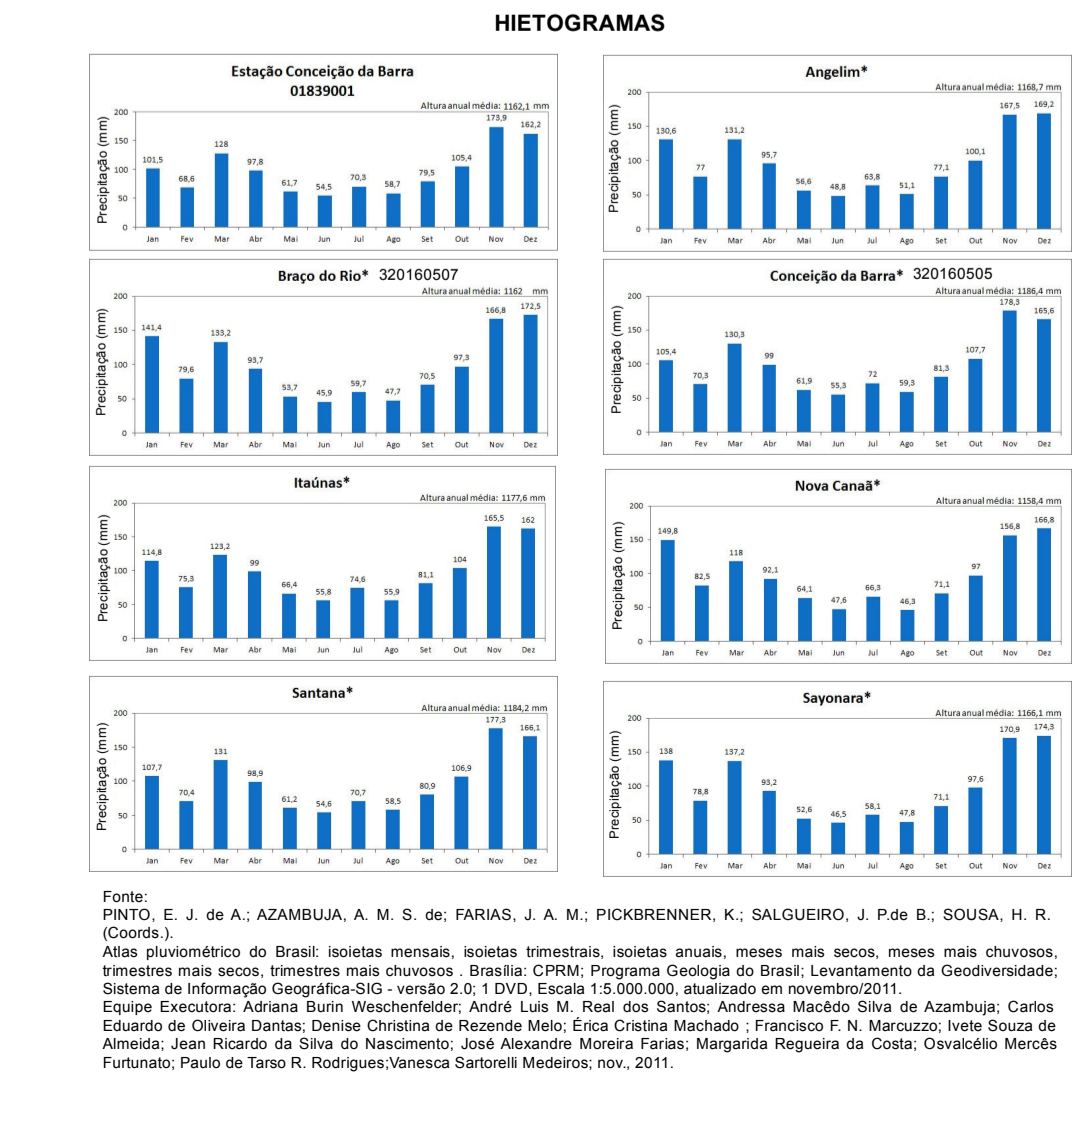 HIETOGRAMAS
Estação Conceição da Barra
01839001
Altura anual média: 1162,1 mm
Precipitação (mm)
200
150
100
50
0
101,5 68,6 128 97,8 61,7 54,5 70,3 58,7 79,5 105,4 173,9 162,2
Jan Fev Mar Abr Mai Jun Jul Ago Set Out Nov Dez
Angelim*
Altura anual média: 1168,7 mm
Precipitação (mm)
200
150
100
50
0
130,6 77 131,2 95,7 56,6 48,8 63,8 51,1 77,1 100,1 167,5 169,2
Jan Fev Mar Abr Mai Jun Jul Ago Set Out Nov Dez
Braço do Rio* 320160507
Altura anual média: 1162 mm
Precipitação (mm)
200
150
100
50
0
141,4 79,6 133,2 93,7 53,7 45,9 59,7 47,7 70,5 97,3 166,8 172,5
Jan Fev Mar Abr Mai Jun Jul Ago Set Out Nov Dez
Conceição da Barra* 320160505
Altura anual média: 1186,4 mm
Precipitação (mm)
200
150
100
50
0
105,4 70,3 130,3 99 61,9 55,3 72 59,3 81,3 107,7 178,3 165,6
Jan Fev Mar Abr Mai Jun Jul Ago Set Out Nov Dez
Itaúnas*
Altura anual média: 1177,6 mm
Precipitação (mm)
200
150
100
50
0
114,8 75,3 123,2 99 66,4 55,8 74,6 55,9 81,1 104 165,5 162
Jan Fev Mar Abr Mai Jun Jul Ago Set Out Nov Dez
Nova Canaã*
Altura anual média: 1158,4 mm
Precipitação (mm)
200
150
100
50
0
149,8 82,5 118 92,1 64,1 47,6 66,3 46,3 71,1 97 156,8 166,8
Jan Fev Mar Abr Mai Jun Jul Ago Set Out Nov Dez
Santana*
Altura anual média: 1184,2 mm
Precipitação (mm)
200
150
100
50
0
107,7 70,4 131 98,9 61,2 54,6 70,7 58,5 80,9 106,9 177,3 166,1
Jan Fev Mar Abr Mai Jun Jul Ago Set Out Nov Dez
Sayonara*
Altura anual média: 1166,1 mm
Precipitação (mm)
200
150
100
50
0
138 78,8 137,2 93,2 52,6 46,5 58,1 47,8 71,1 97,6 170,9 174,3
Jan Fev Mar Abr Mai Jun Jul Ago Set Out Nov Dez
Fonte:
PINTO, E. J. de A.; AZAMBUJA, A. M. S. de; FARIAS, J. A. M.; PICKBRENNER, K.; SALGUEIRO, J. P.de B.; SOUSA, H. R.
(Coords.).
Atlas pluviométrico do Brasil: isoietas mensais, isoietas trimestrais, isoietas anuais, meses mais secos, meses mais chuvosos,
trimestres mais secos, trimestres mais chuvosos . Brasília: CPRM; Programa Geologia do Brasil; Levantamento da Geodiversidade;
Sistema de Informação Geográfica-SIG - versão 2.0; 1 DVD, Escala 1:5.000.000, atualizado em novembro/2011.
Equipe Executora: Adriana Burin Weschenfelder; André Luis M. Real dos Santos; Andressa Macêdo Silva de Azambuja; Carlos
Eduardo de Oliveira Dantas; Denise Christina de Rezende Melo; Érica Cristina Machado ; Francisco F. N. Marcuzzo; Ivete Souza de
Almeida; Jean Ricardo da Silva do Nascimento; José Alexandre Moreira Farias; Margarida Regueira da Costa; Osvalcélio Mercês
Furtunato; Paulo de Tarso R. Rodrigues;Vanesca Sartorelli Medeiros; nov., 2011.